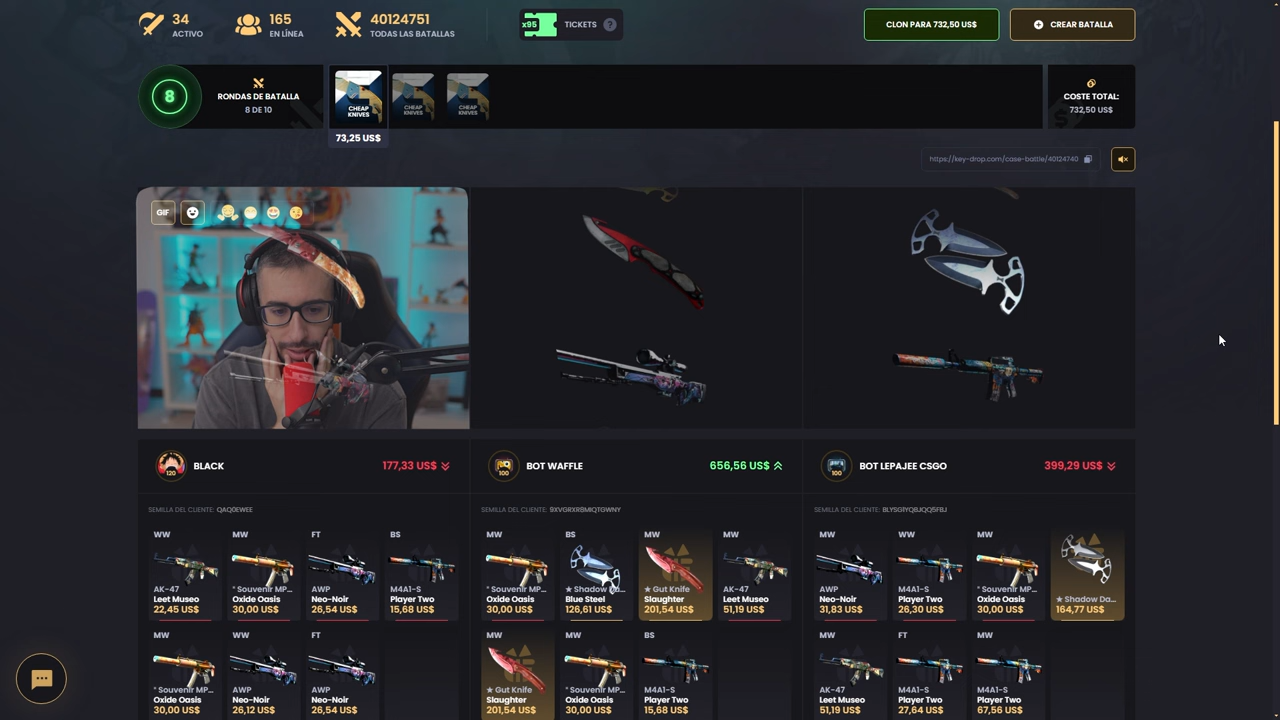 34
ACTIVO
165
EN LÍNEA
40124751
TODAS LAS BATALLAS
x95
TICKETS ?
CLON PARA 732,50 US$
CREAR BATALLA
8
RONDAS DE BATALLA
8 DE 10
CHEAP
KNIVES
CHEAP
KNIVES
CHEAP
KNIVES
73,25 US$
COSTE TOTAL:
732,50 US$
https://key-drop.com/case-battle/40124740
GIF
120
BLACK
177,33 US$
100
BOT WAFFLE
656,56 US$
100
BOT LEPAJEE CSGO
399,29 US$
SEMILLA DEL CLIENTE: QAQ0EWEE
WW
AK-47
Leet Museo
22,45 US$
MW
* Souvenir MP...
Oxide Oasis
30,00 US$
FT
AWP
Neo-Noir
26,54 US$
BS
M4A1-S
Player Two
15,68 US$
MW
* Souvenir MP...
Oxide Oasis
30,00 US$
WW
AWP
Neo-Noir
26,12 US$
FT
AWP
Neo-Noir
26,54 US$
SEMILLA DEL CLIENTE:
MW
* Souvenir MP...
Oxide Oasis
30,00 US$
BS
★ Shadow Da...
Blue Steel
126,61 US$
MW
★ Gut Knife
Slaughter
201,54 US$
MW
AK-47
Leet Museo
51,19 US$
MW
★ Gut Knife
Slaughter
201,54 US$
MW
* Souvenir MP...
Oxide Oasis
30,00 US$
BS
M4A1-S
Player Two
15,68 US$
SEMILLA DEL CLIENTE:
MW
AWP
Neo-Noir
31,83 US$
WW
M4A1-S
Player Two
26,30 US$
MW
* Souvenir MP...
Oxide Oasis
30,00 US$
★ Shadow Da...
164,77 US$
MW
AK-47
Leet Museo
51,19 US$
FT
M4A1-S
Player Two
27,64 US$
MW
M4A1-S
Player Two
67,56 US$